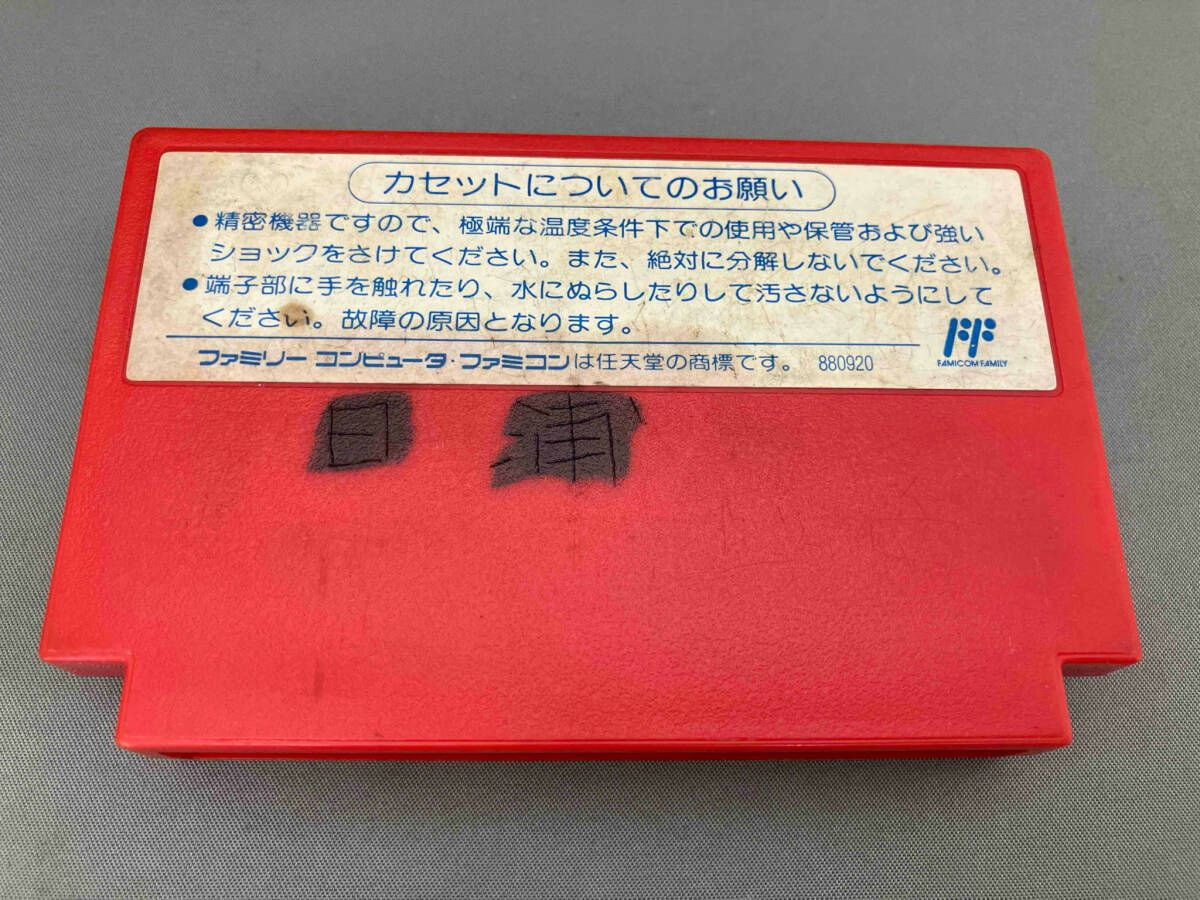 カセットについてのお願い
●精密機器ですので、極端な温度条件下での使用や保管および強い
ショックをさけてください。また、絶対に分解しないでください。
●端子部に手を触れたり、水にぬらしたりして汚さないようにして
ください。故障の原因となります。
ファミリー コンピュータ・ファミコンは任天堂の商標です。 880920
FAMICOM FAMILY
日浦